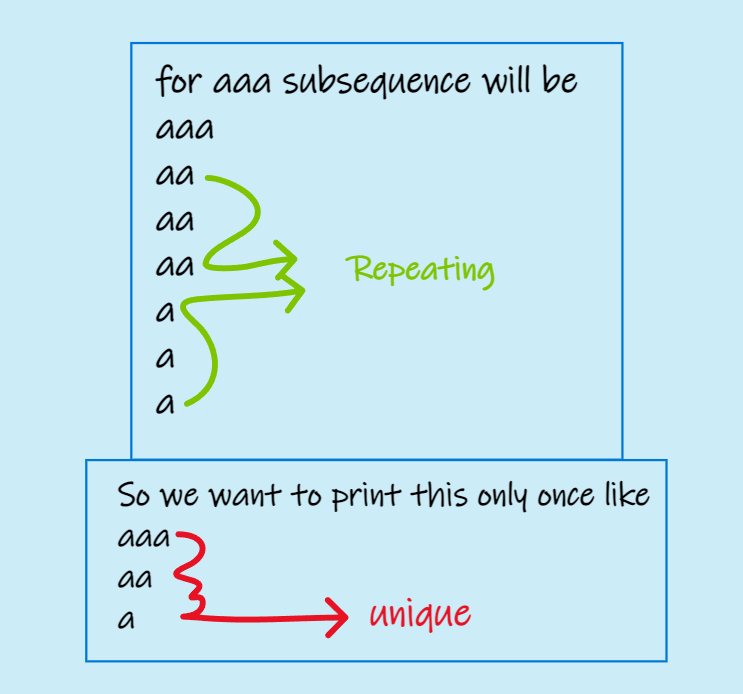 for aaa subsequence will be
aaa
aa
aa
aa
Repeating
a
a
a
So we want to print this only once like
aaa
aa
a
unique